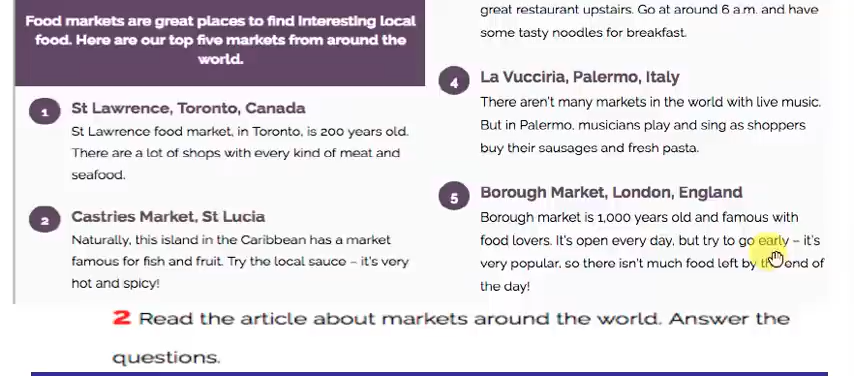 Food markets are great places to find interesting local
food. Here are our top five markets from around the
world.
1 St Lawrence, Toronto, Canada
St Lawrence food market, in Toronto, is 200 years old.
There are a lot of shops with every kind of meat and
seafood.
2 Castries Market, St Lucia
Naturally, this island in the Caribbean has a market
famous for fish and fruit. Try the local sauce – it's very
hot and spicy!
great restaurant upstairs. Go at around 6 a.m. and have
some tasty noodles for breakfast.
4 La Vucciria, Palermo, Italy
There aren't many markets in the world with live music.
But in Palermo, musicians play and sing as shoppers
buy their sausages and fresh pasta.
5 Borough Market, London, England
Borough market is 1,000 years old and famous with
food lovers. It's open every day, but try to go early – it's
very popular, so there isn't much food left by the end of
the day!
2 Read the article about markets around the world. Answer the
questions.